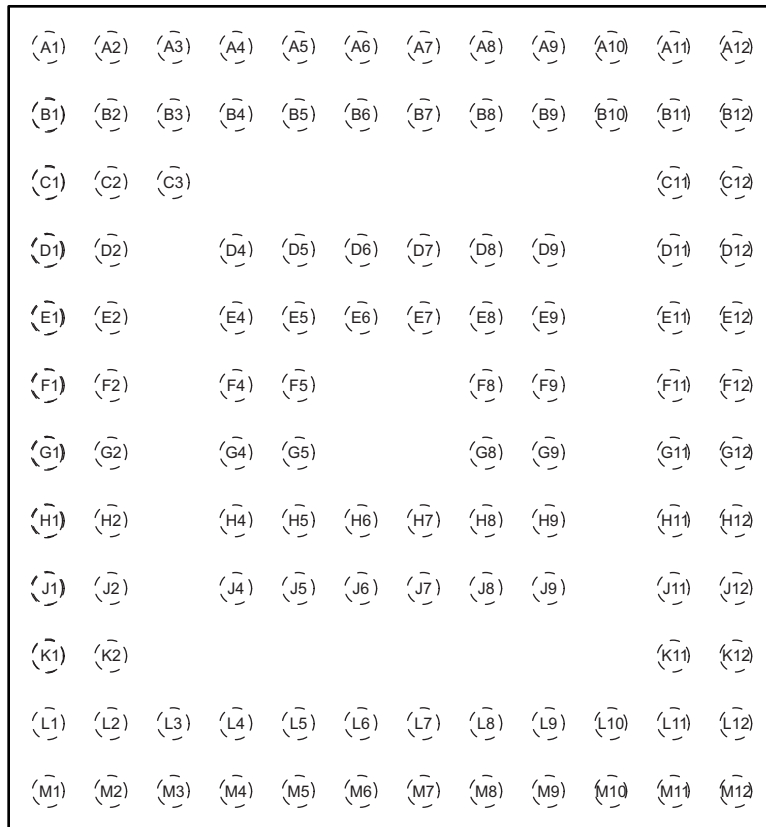 A1 A2 A3 A4 A5 A6 A7 A8 A9 A10 A11 A12
B1 B2 B3 B4 B5 B6 B7 B8 B9 B10 B11 B12
C1 C2 C3 C11 C12
D1 D2 D4 D5 D6 D7 D8 D9 D11 D12
E1 E2 E4 E5 E6 E7 E8 E9 E11 E12
F1 F2 F4 F5 F8 F9 F11 F12
G1 G2 G4 G5 G8 G9 G11 G12
H1 H2 H4 H5 H6 H7 H8 H9 H11 H12
J1 J2 J4 J5 J6 J7 J8 J9 J11 J12
K1 K2 K11 K12
L1 L2 L3 L4 L5 L6 L7 L8 L9 L10 L11 L12
M1 M2 M3 M4 M5 M6 M7 M8 M9 M10 M11 M12